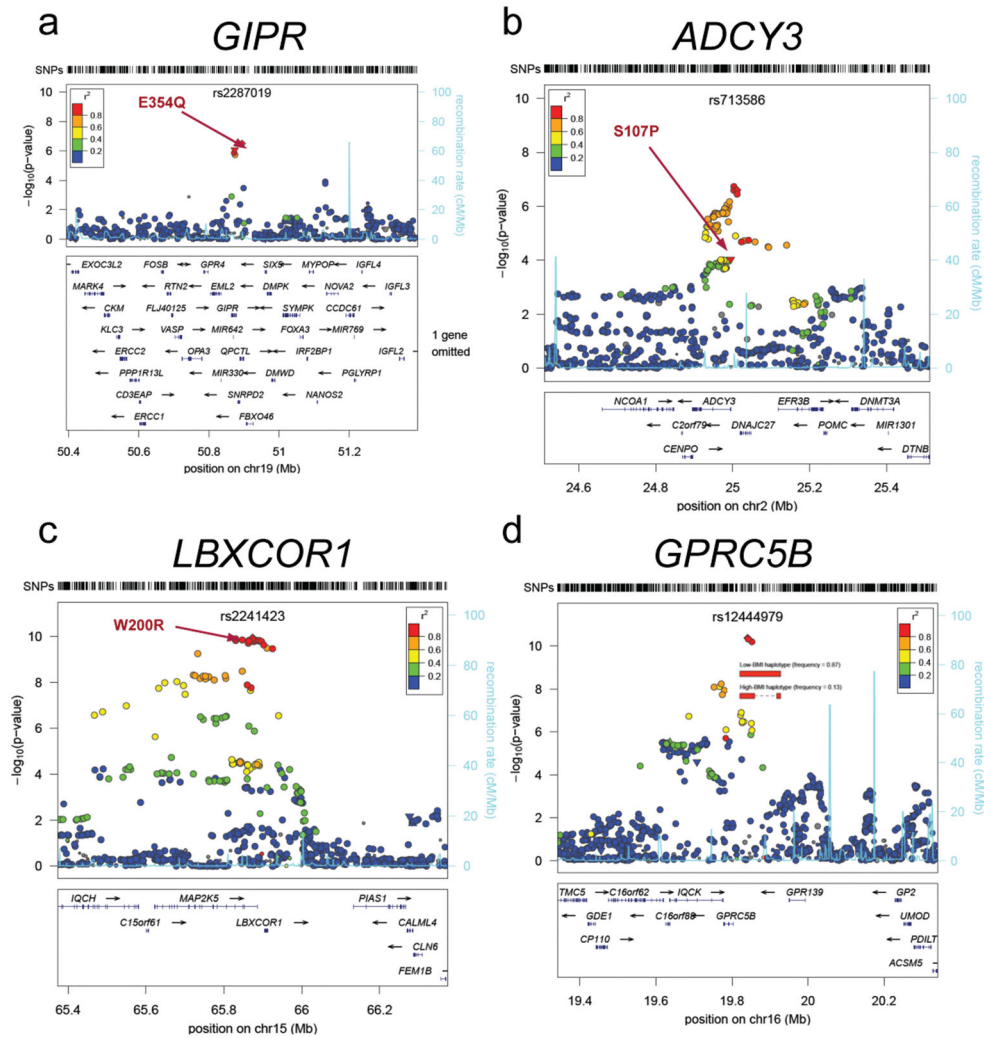 a
GIPR
SNPs
10
8
6
4
2
0
−log10(p-value)
r2
0.8
0.6
0.4
0.2
rs2287019
E354Q
100
80
60
40
20
0
recombination rate (cM/Mb)
EXOC3L2 FOSB GPR4 SIX5 MYPOP IGFL4
MARK4 RTN2 EML2 DMPK NOVA2 IGFL3
CKM FLJ40125 GIPR SYMPK CCDC61
KLC3 VASP MIR642 FOXA3 MIR769
1 gene
omitted
ERCC2 OPA3 QPCTL IRF2BP1 IGFL2
PPP1R13L MIR330 DMWD PGLYRP1
CD3EAP SNRPD2 NANOS2
ERCC1 FBXO46
50.4 50.6 50.8 51 51.2
position on chr19 (Mb)
b
ADCY3
SNPs
10
8
6
4
2
0
−log10(p-value)
r2
0.8
0.6
0.4
0.2
rs713586
S107P
100
80
60
40
20
0
recombination rate (cM/Mb)
NCOA1 ADCY3 EFR3B DNMT3A
C2orf79 DNAJC27 POMC MIR1301
CENPO DTNB
24.6 24.8 25 25.2 25.4
position on chr2 (Mb)
c
LBXCOR1
SNPs
10
8
6
4
2
0
−log10(p-value)
rs2241423
W200R
r2
0.8
0.6
0.4
0.2
100
80
60
40
20
0
recombination rate (cM/Mb)
IQCH MAP2K5 PIAS1
C15orf61 LBXCOR1 CALML4
CLN6
FEM1B
65.4 65.6 65.8 66 66.2
position on chr15 (Mb)
d
GPRC5B
SNPs
10
8
6
4
2
0
−log10(p-value)
rs12444979
Low-BMI haplotype (frequency = 0.87)
High-BMI haplotype (frequency = 0.13)
r2
0.8
0.6
0.4
0.2
100
80
60
40
20
0
recombination rate (cM/Mb)
TMC5 C16orf62 IQCK GPR139 GP2
GDE1 C16orf88 GPRC5B UMOD
CP110 PDILT
ACSM5
19.4 19.6 19.8 20 20.2
position on chr16 (Mb)